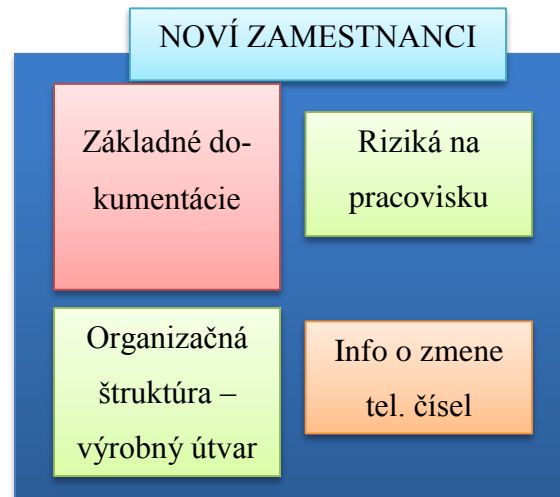 NOVÍ ZAMESTNANCI
Základné do-
kumentácie
Riziká na
pracovisku
Organizačná
štruktúra –
výrobný útvar
Info o zmene
tel. čísel